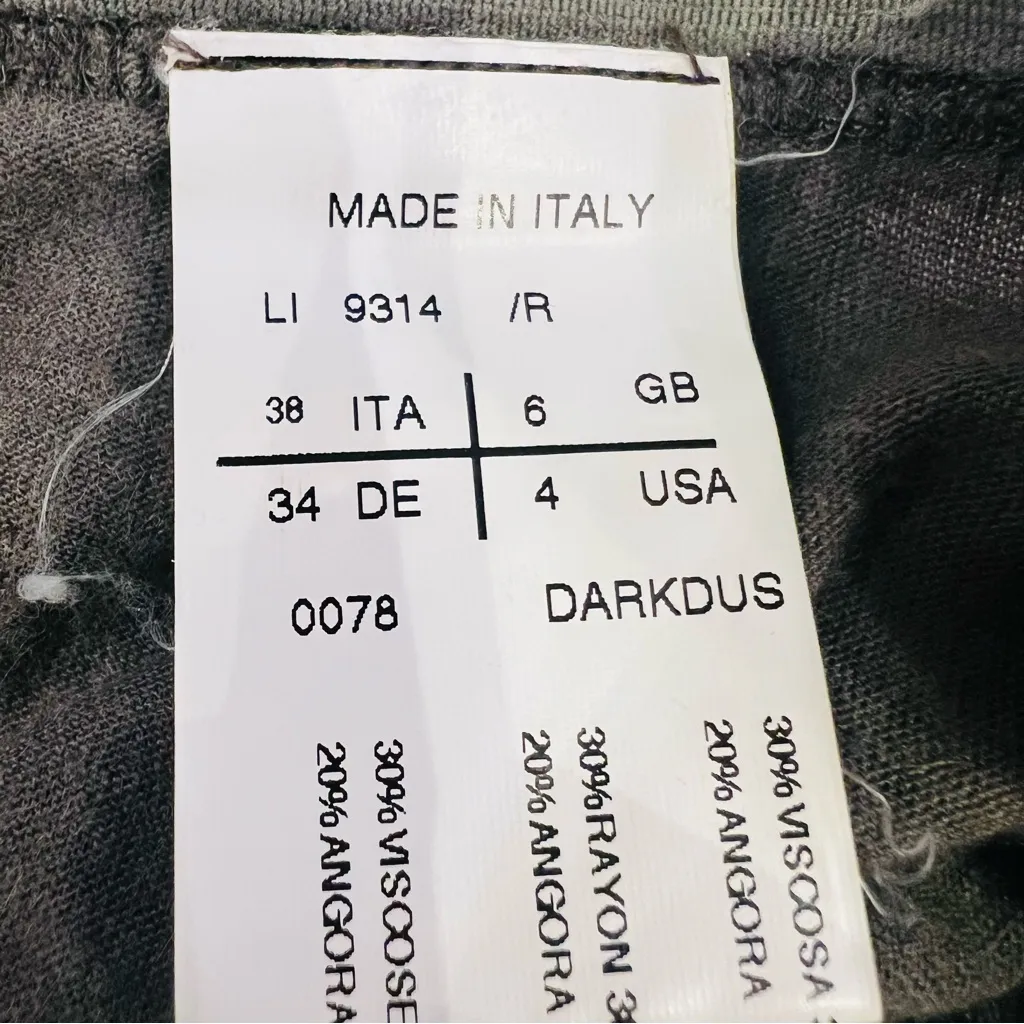 MADE IN ITALY
LI 9314 /R
38 ITA 6 GB
34 DE 4 USA
0078 DARKDUS
30% VISCOSA
20% ANGORA
30% RAYON
20% ANGORA
30% VISCOSE
20% ANGORA